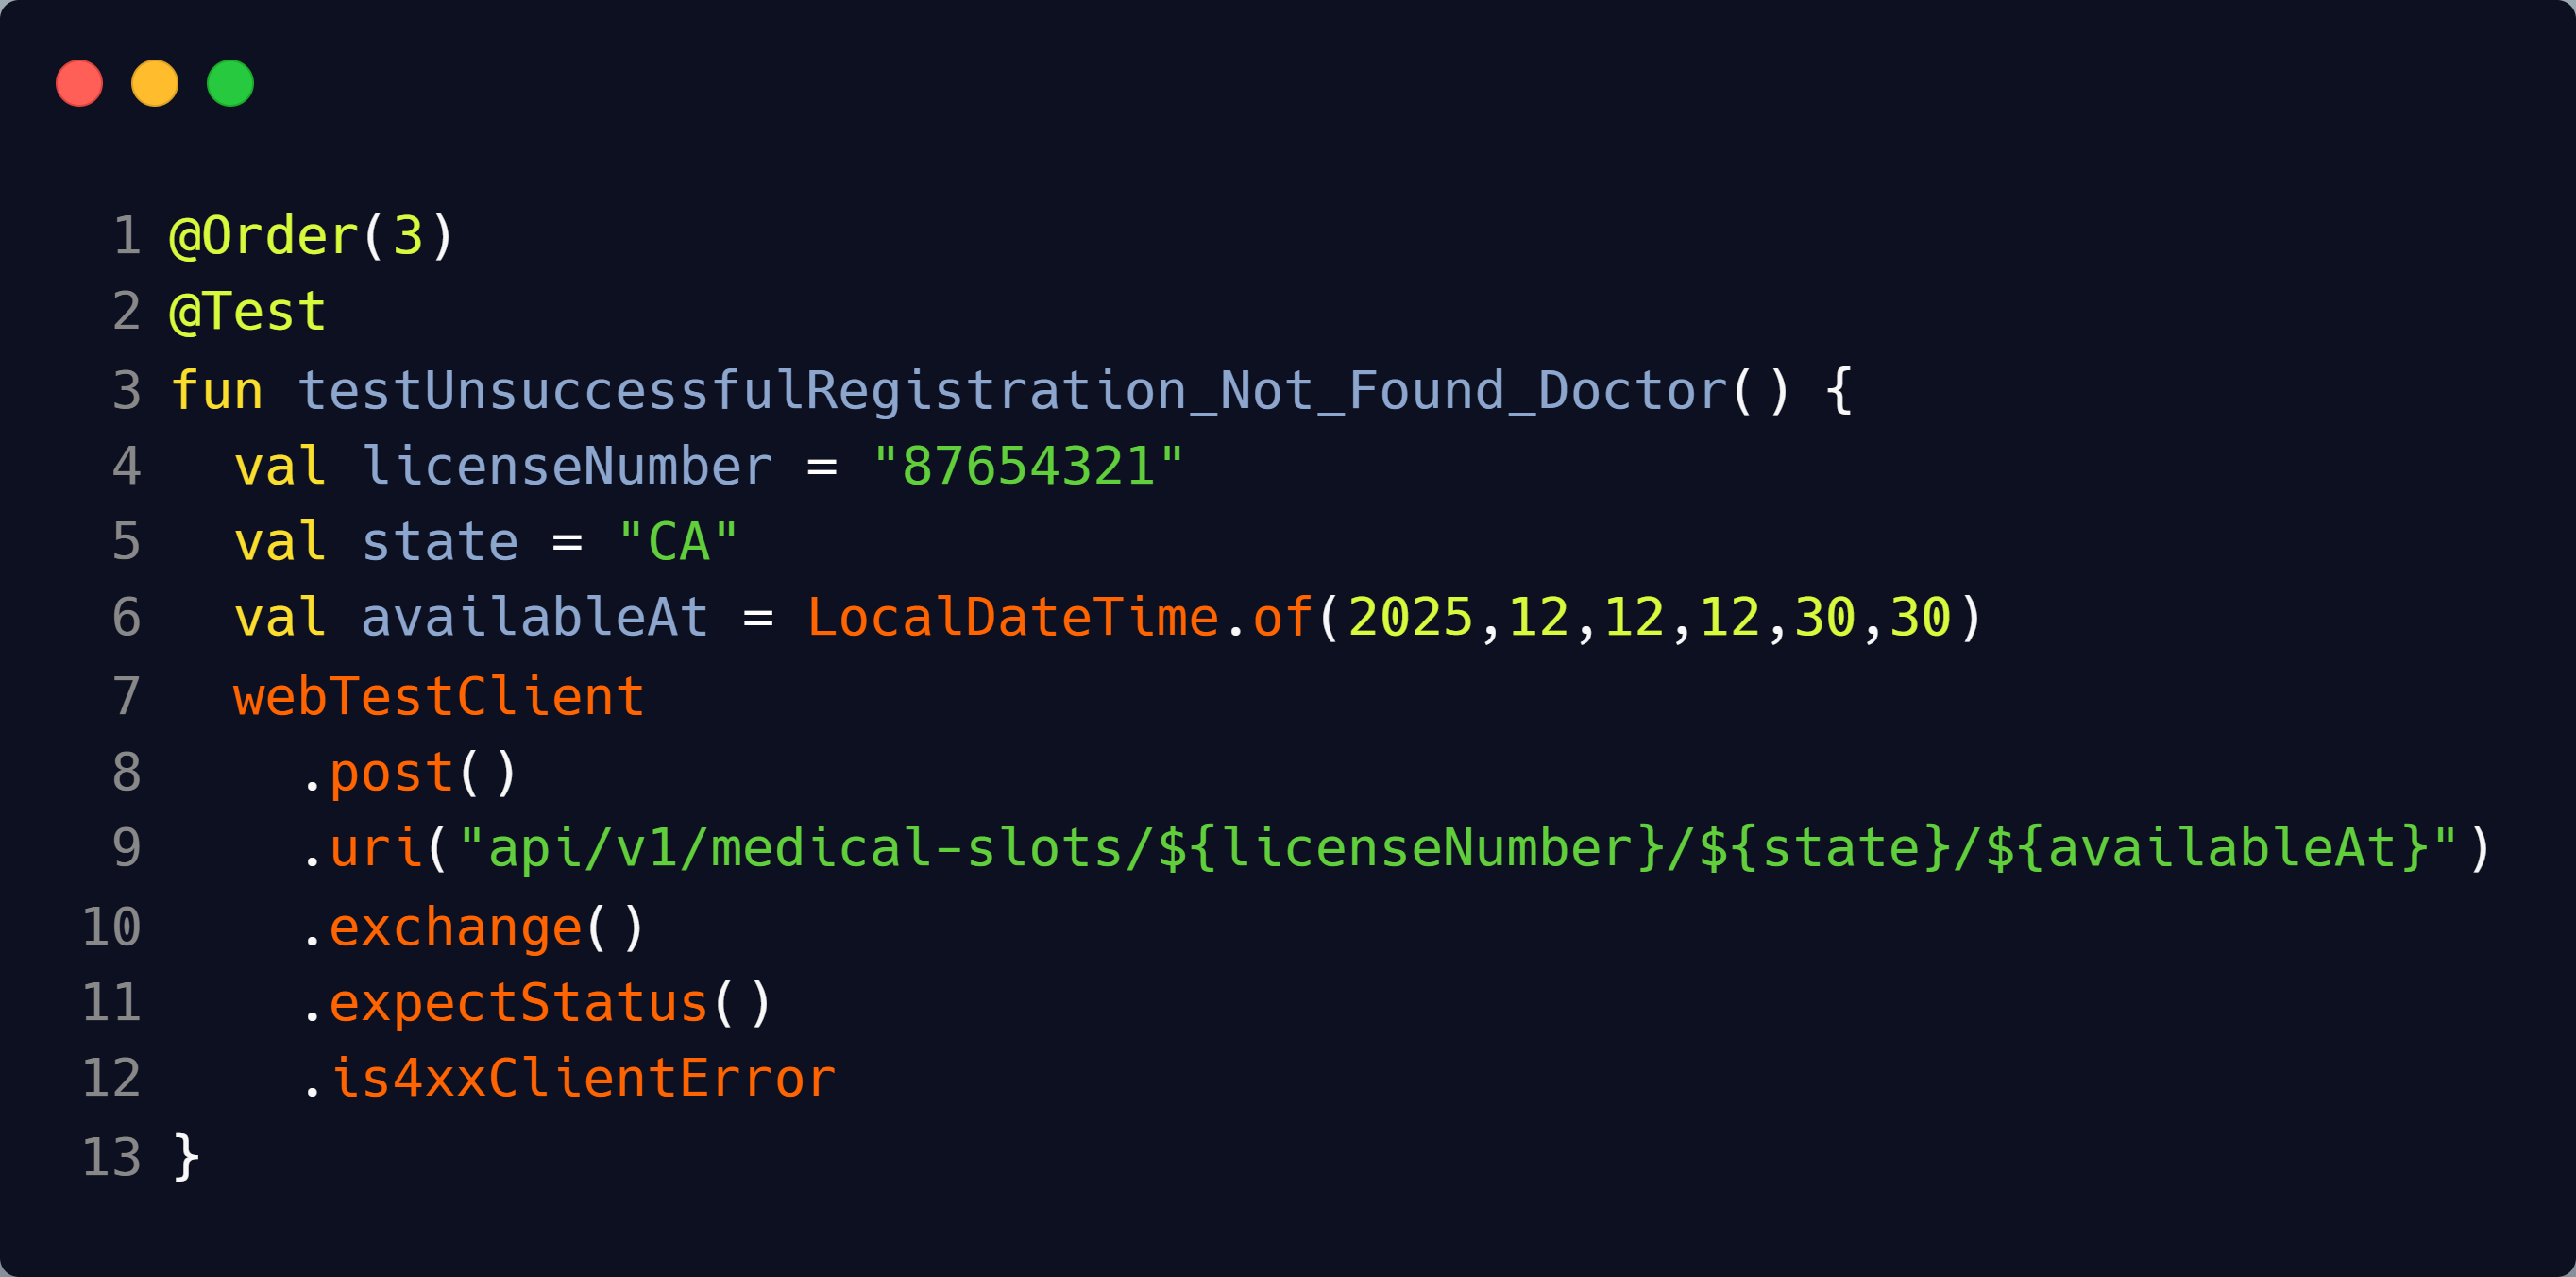 1 @Order(3)
2 @Test
3 fun testUnsuccessfulRegistration_Not_Found_Doctor() {
4   val licenseNumber = "87654321"
5   val state = "CA"
6   val availableAt = LocalDateTime.of(2025,12,12,12,30,30)
7   webTestClient
8     .post()
9     .uri("api/v1/medical-slots/${licenseNumber}/${state}/${availableAt}")
10     .exchange()
11     .expectStatus()
12     .is4xxClientError
13 }